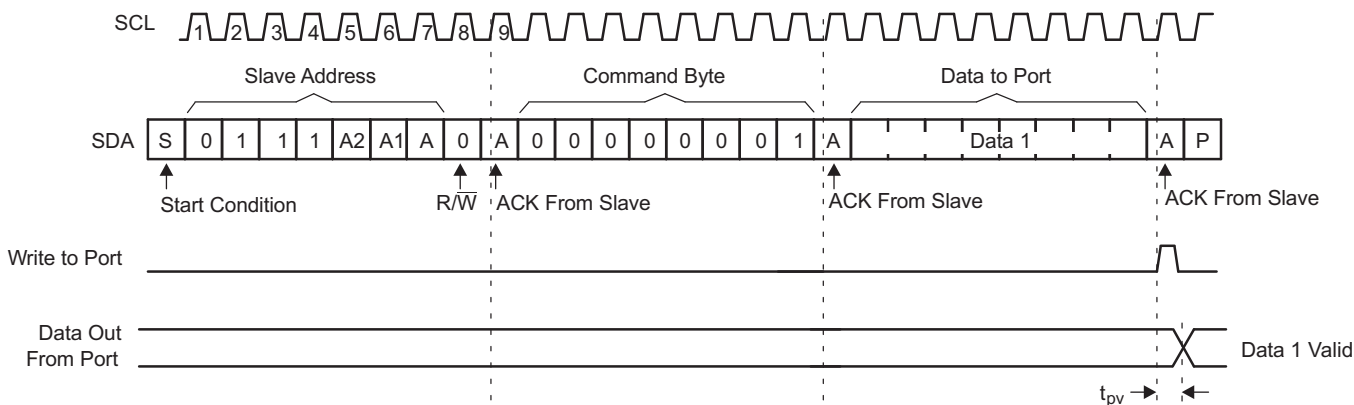 SCL 1 2 3 4 5 6 7 8 9
Slave Address Command Byte Data to Port
SDA S 0 1 1 1 A2 A1 A 0 A 0 0 0 0 0 0 0 1 A Data 1 A P
Start Condition R/W̅ ACK From Slave ACK From Slave ACK From Slave
Write to Port
Data Out
From Port
Data 1 Valid
tpv